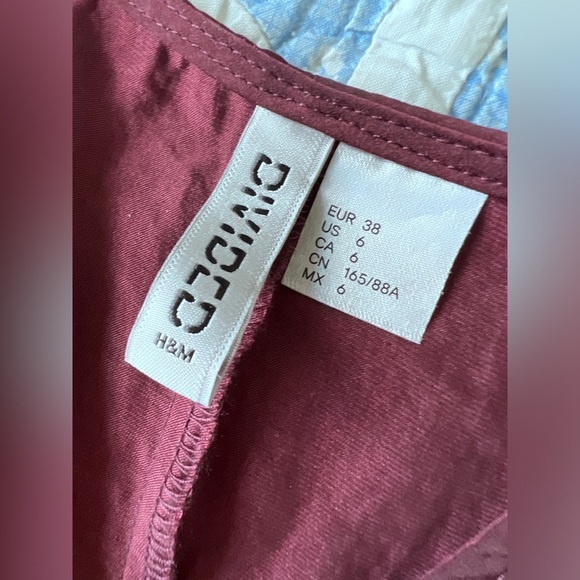 DIVIDED
H&M
EUR 38
US 6
CA 6
CN 165/88A
MX 6